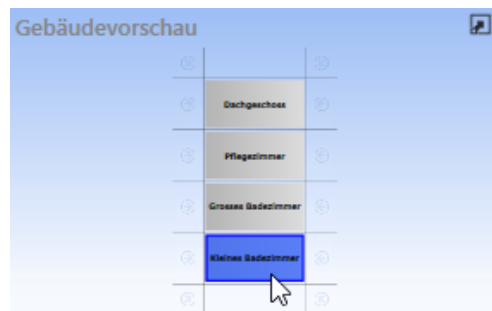 Gebäudevorschau
Dachgeschoss
Pflegezimmer
Grosses Badezimmer
Kleines Badezimmer